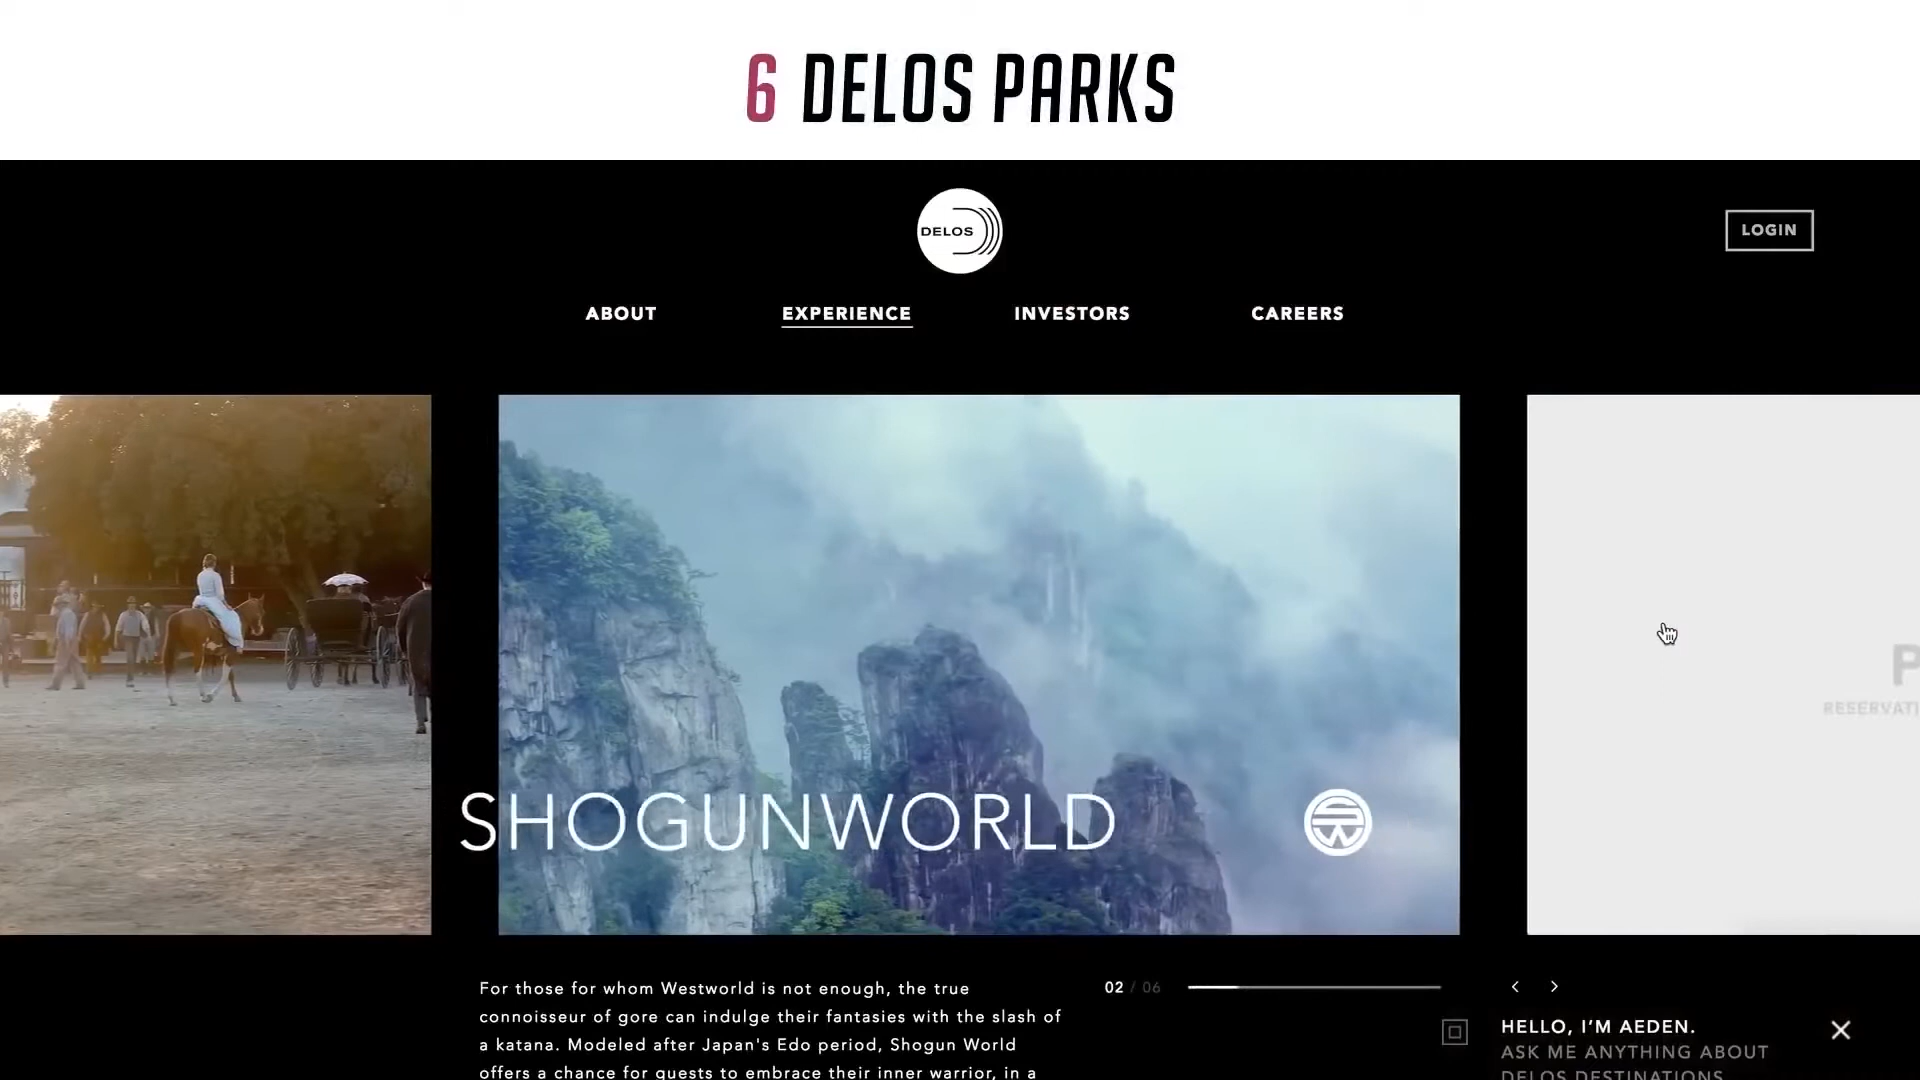 6 DELOS PARKS
DELOS
LOGIN
ABOUT
EXPERIENCE
INVESTORS
CAREERS
SHOGUNWORLD
SW
For those for whom Westworld is not enough, the true
connoisseur of gore can indulge their fantasies with the slash of
a katana. Modeled after Japan's Edo period, Shogun World
offers a chance for guests to embrace their inner warrior, in a
02 / 06
HELLO, I'M AEDEN.
ASK ME ANYTHING ABOUT
DELOS DESTINATIONS